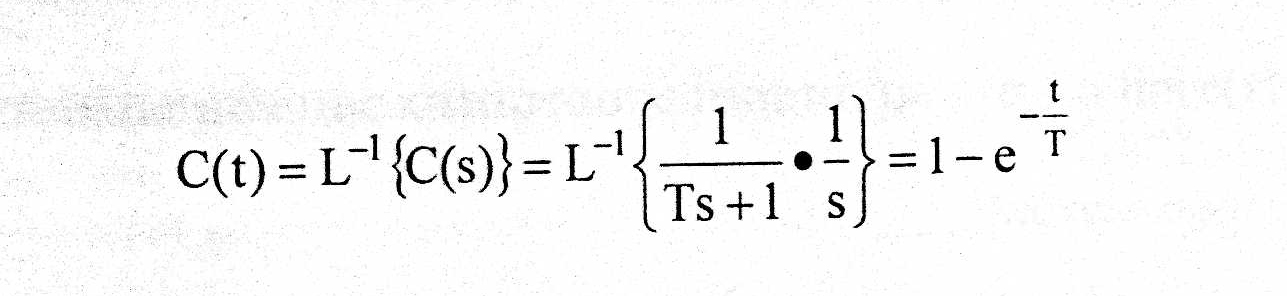 C(t) = L⁻¹{C(s)} = L⁻¹{ 1/(Ts+1) • 1/s } = 1 − e^(−t/T)